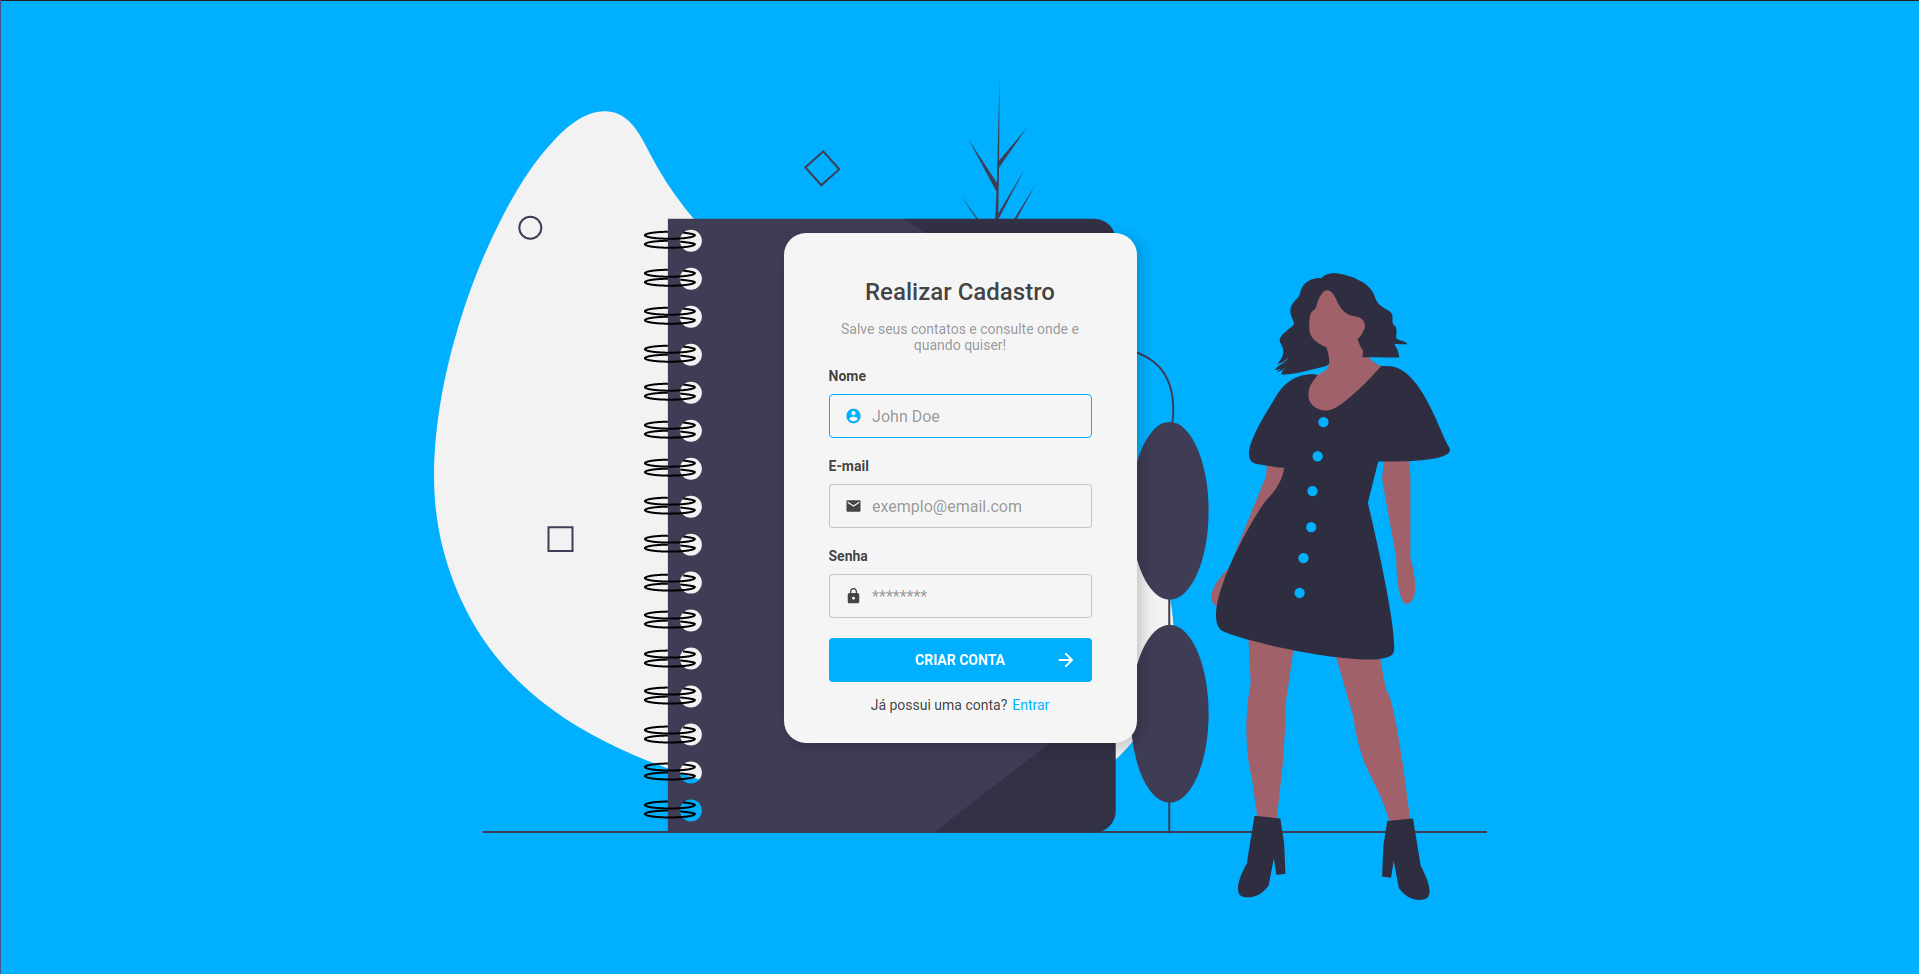 Realizar Cadastro
Salve seus contatos e consulte onde e
quando quiser!
Nome
John Doe
E-mail
exemplo@email.com
Senha
********
CRIAR CONTA
Já possui uma conta? Entrar